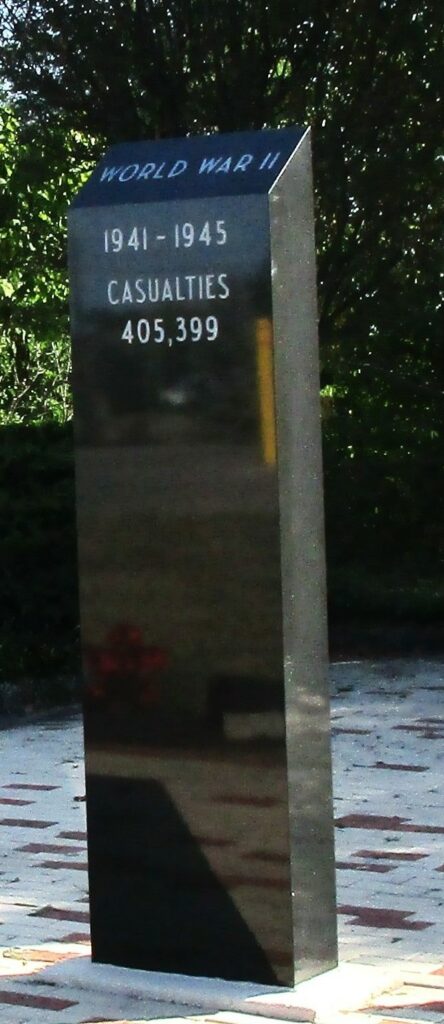 WORLD WAR II
1941 - 1945
CASUALTIES
405,399